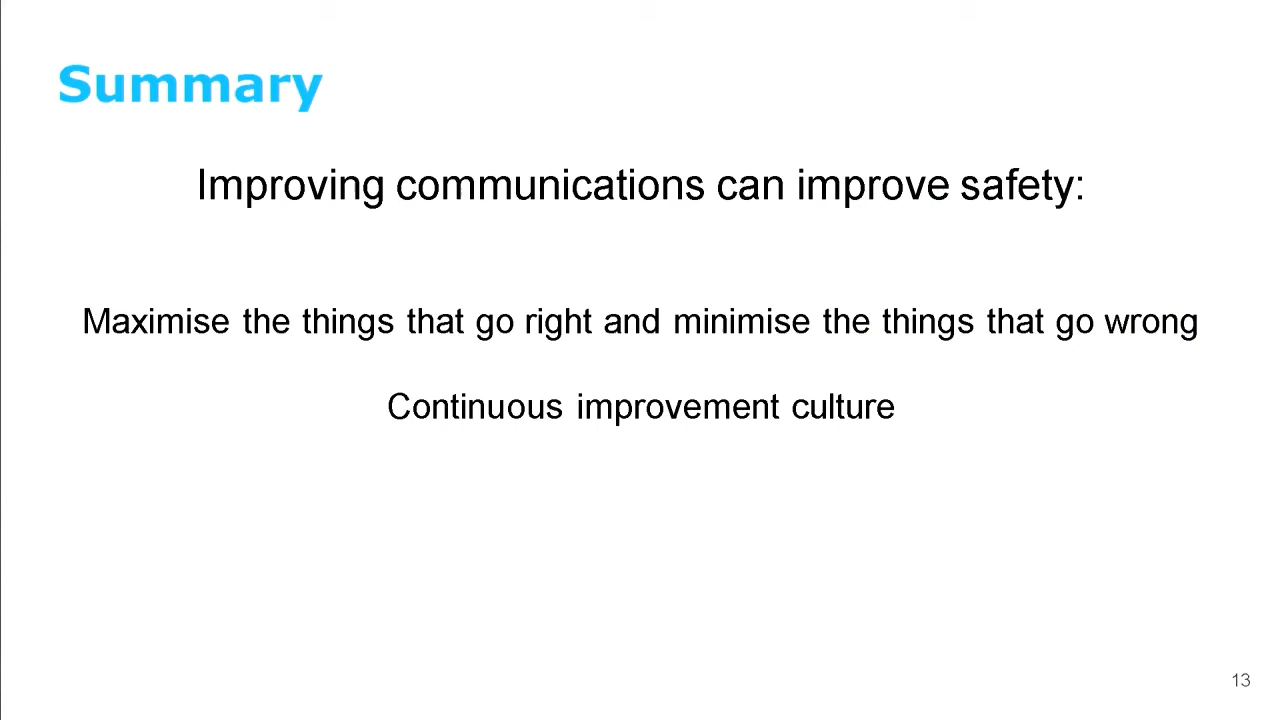 Summary
Improving communications can improve safety:
Maximise the things that go right and minimise the things that go wrong
Continuous improvement culture
13